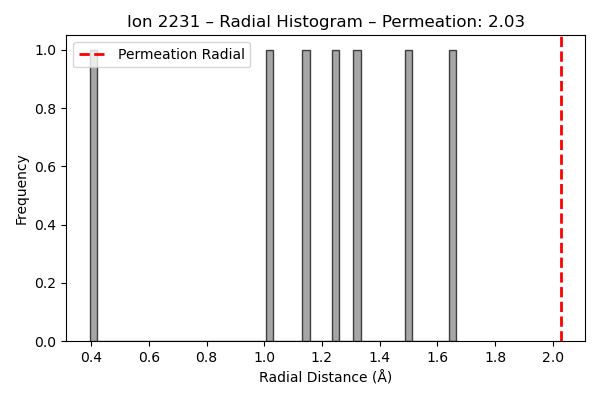 Ion 2231 – Radial Histogram – Permeation: 2.03
Permeation Radial
Frequency
1.0
0.8
0.6
0.4
0.2
0.0
0.4 0.6 0.8 1.0 1.2 1.4 1.6 1.8 2.0
Radial Distance (Å)